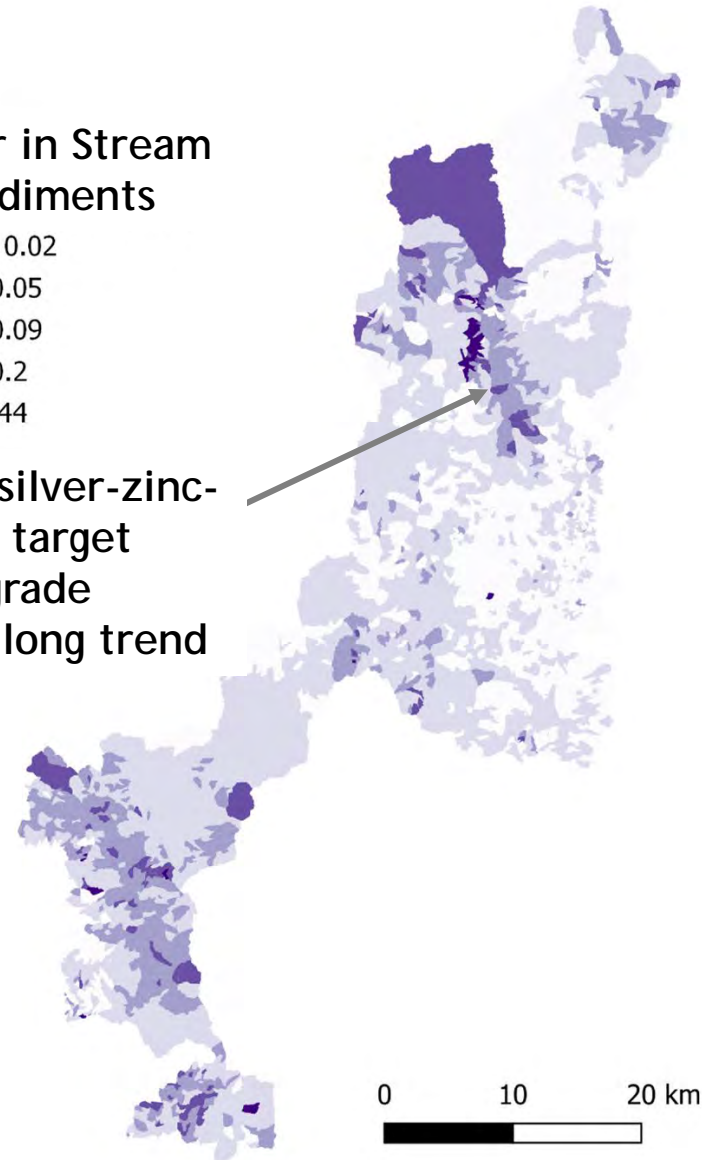 r in Stream
diments
0.02
0.05
0.09
0.2
44
silver-zinc-
target
grade
long trend
0 10 20 km